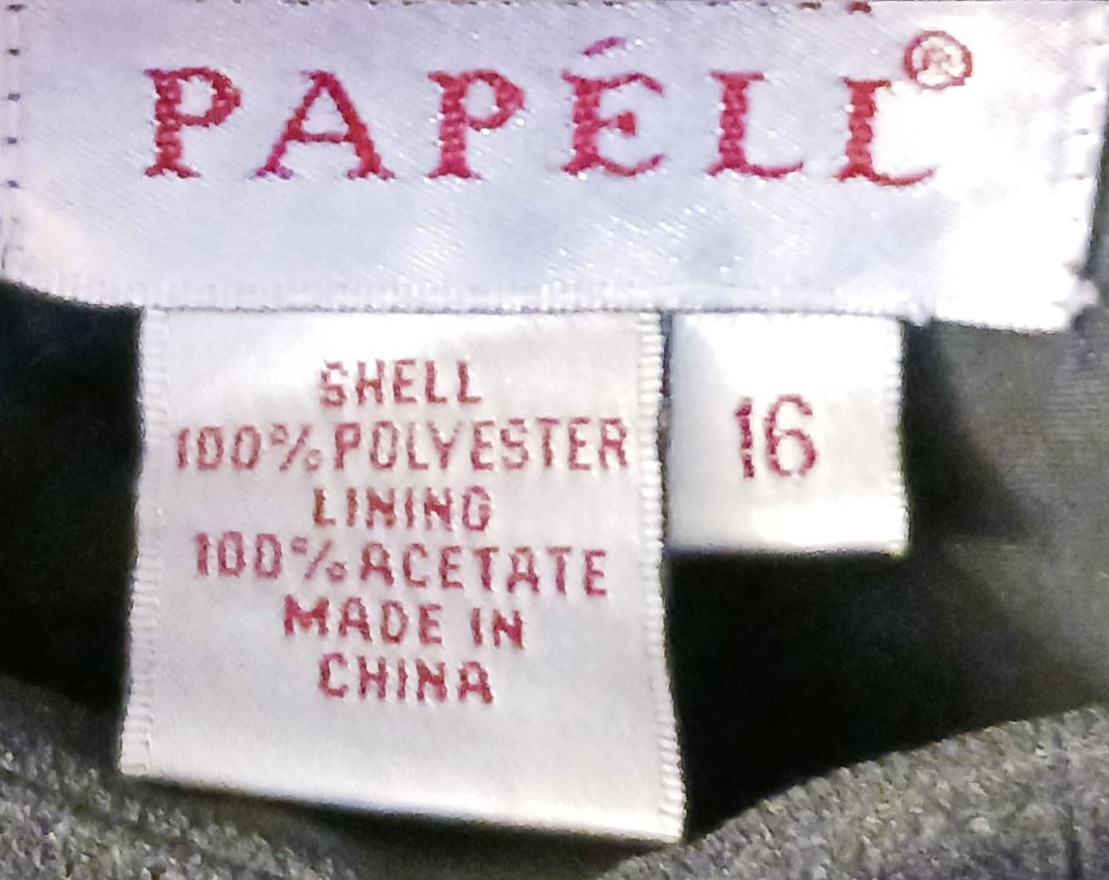 PAPÉLL®
SHELL
100% POLYESTER
LINING
100% ACETATE
MADE IN
CHINA
16